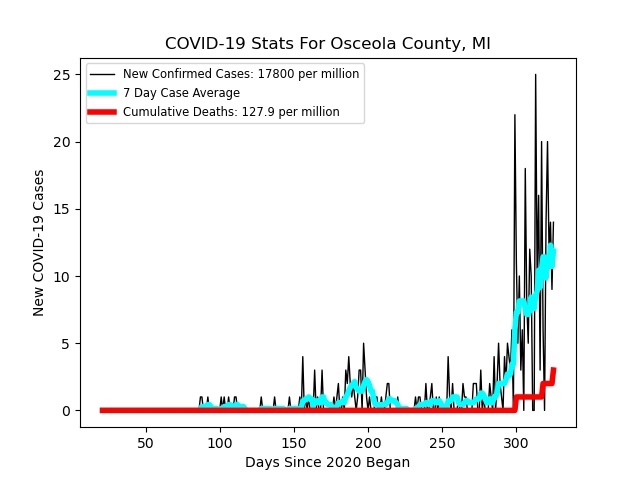 COVID-19 Stats For Osceola County, MI
New Confirmed Cases: 17800 per million
7 Day Case Average
Cumulative Deaths: 127.9 per million
New COVID-19 Cases
25
20
15
10
5
0
50 100 150 200 250 300
Days Since 2020 Began